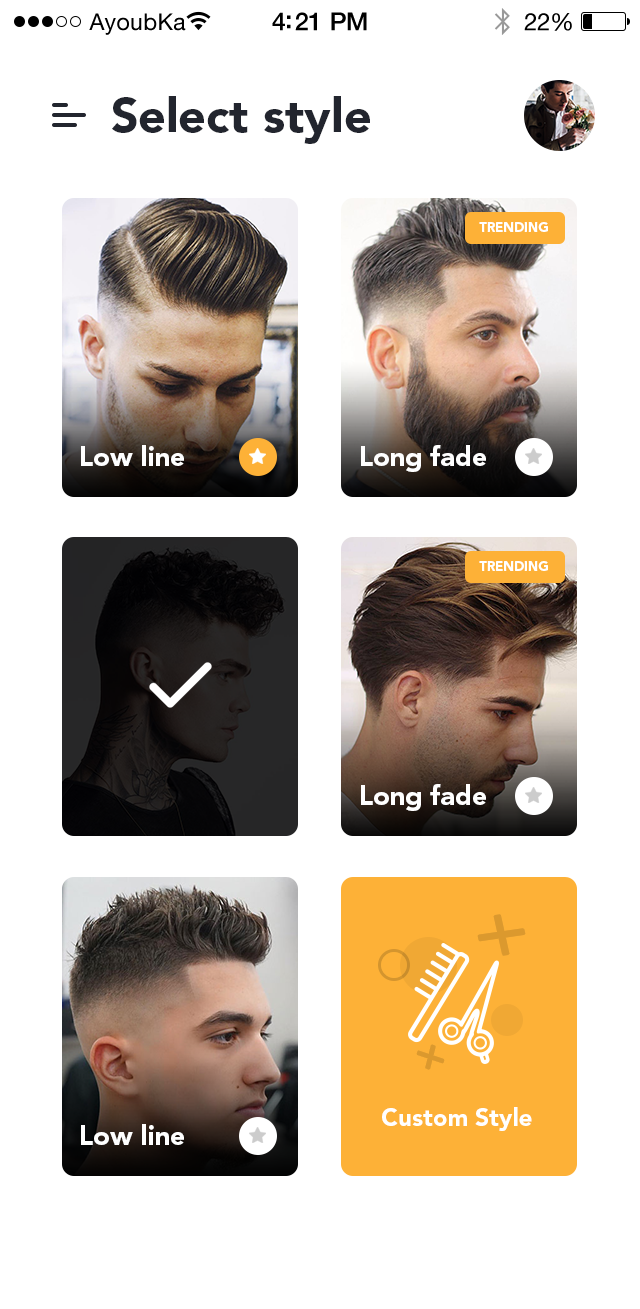 AyoubKa 4:21 PM 22%
Select style
TRENDING
Low line
Long fade
TRENDING
Long fade
Low line
Custom Style